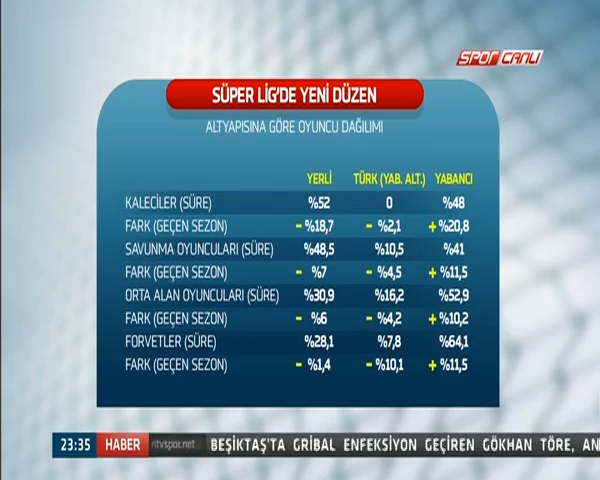 SPOR CANLI
SÜPER LİG'DE YENİ DÜZEN
ALTYAPISINA GÖRE OYUNCU DAĞILIMI
YERLİ TÜRK (YAB. ALT.) YABANCI
KALECİLER (SÜRE) %52 0 %48
FARK (GEÇEN SEZON) - %18,7 - %2,1 + %20,8
SAVUNMA OYUNCULARI (SÜRE) %48,5 %10,5 %41
FARK (GEÇEN SEZON) - %7 - %4,5 + %11,5
ORTA ALAN OYUNCULARI (SÜRE) %30,9 %16,2 %52,9
FARK (GEÇEN SEZON) - %6 - %4,2 + %10,2
FORVETLER (SÜRE) %28,1 %7,8 %64,1
FARK (GEÇEN SEZON) - %1,4 - %10,1 + %11,5
23:35 HABER ntvspor.net BEŞİKTAŞ'TA GRİBAL ENFEKSİYON GEÇİREN GÖKHAN TÖRE, AN